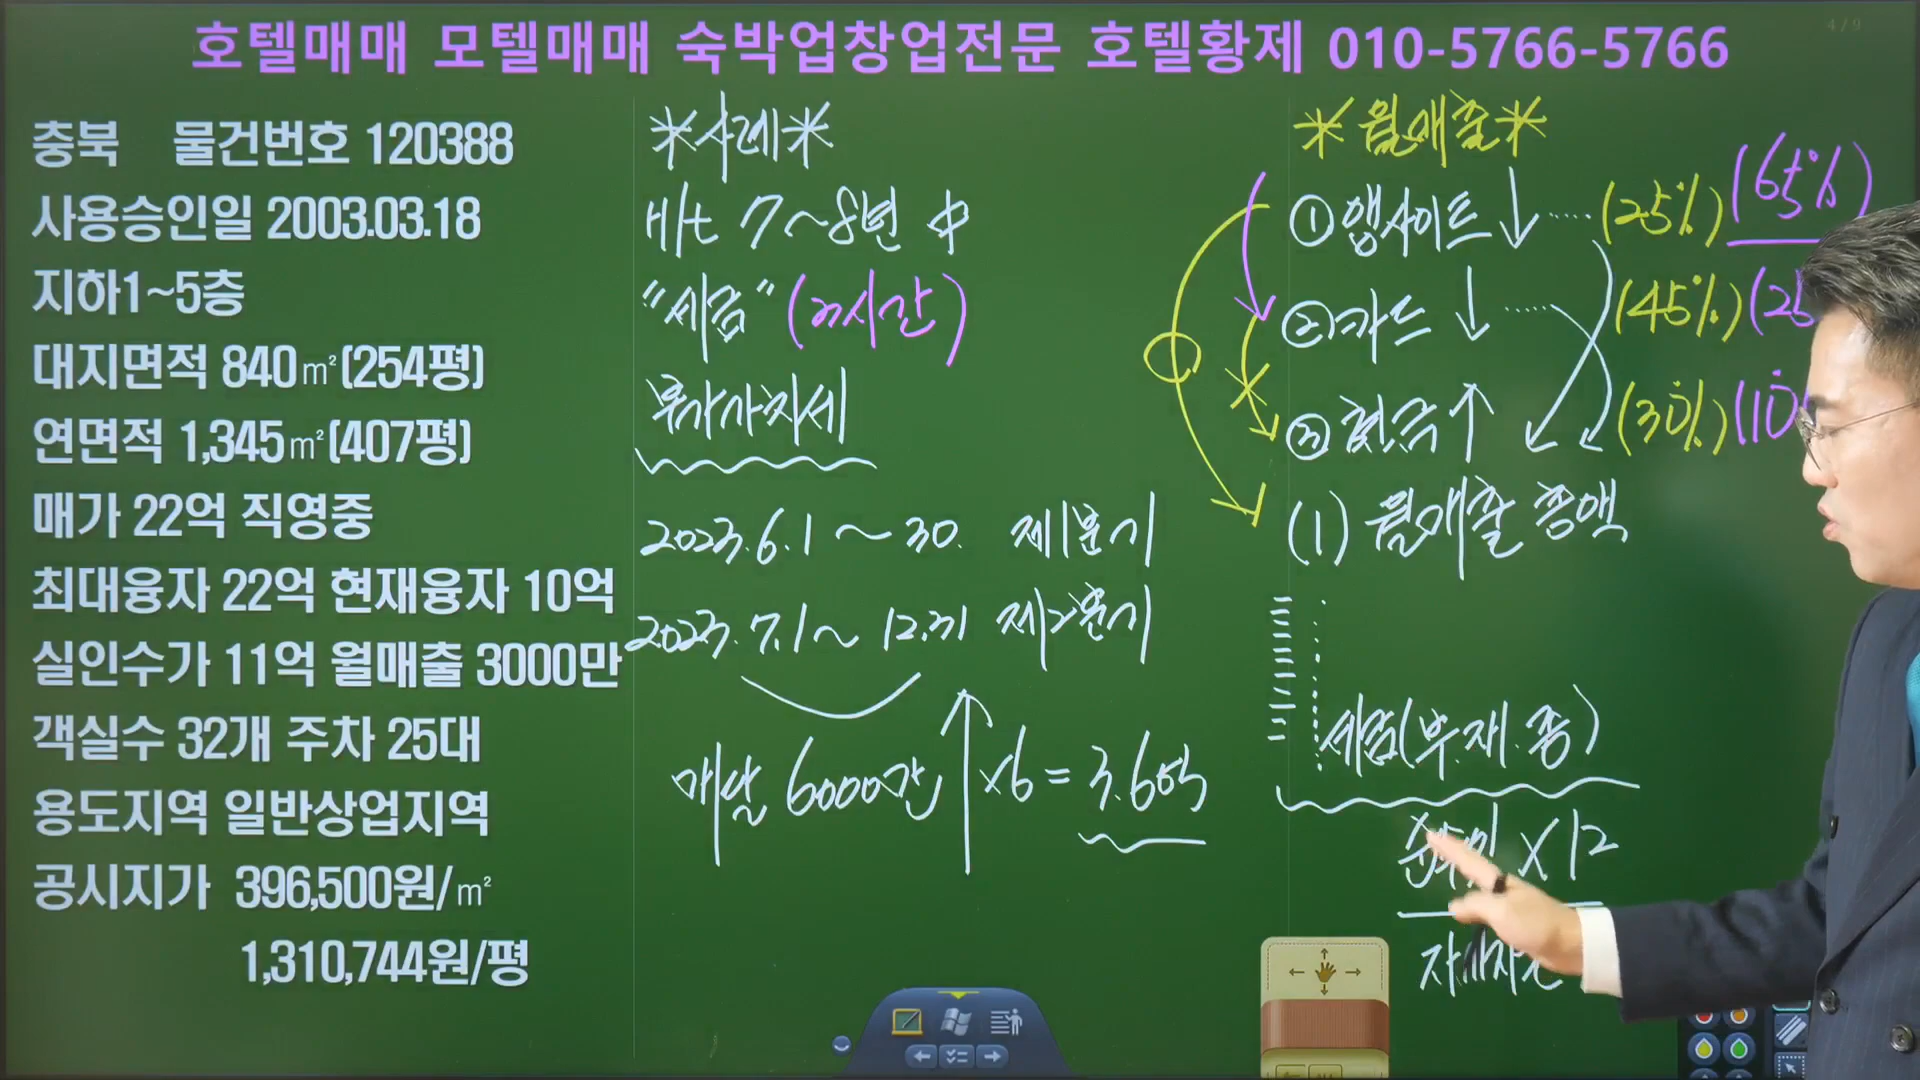 호텔매매 모텔매매 숙박업창업전문 호텔황제 010-5766-5766
4/9
충북 물건번호 120388
사용승인일 2003.03.18
지하1~5층
대지면적 840㎡(254평)
연면적 1,345㎡(407평)
매가 22억 직영중
최대융자 22억 현재융자 10억
실인수가 11억 월매출 3000만
객실수 32개 주차 25대
용도지역 일반상업지역
공시지가 396,500원/㎡
1,310,744원/평
*사례*
7~8년 中
"세금"
부가가치세
2023.6.1 ~ 30. 제1분기
2023.7.1 ~ 12.31 제2분기
매달 6000만 ×6 = 3.6억
*월매출*
① 앱사이트 ↓ (25%) (65%)
② 카드 ↓ (45%)
③ 현금 ↑ (30%)
(1) 월매출 총액
세금(부.재.종)
×12